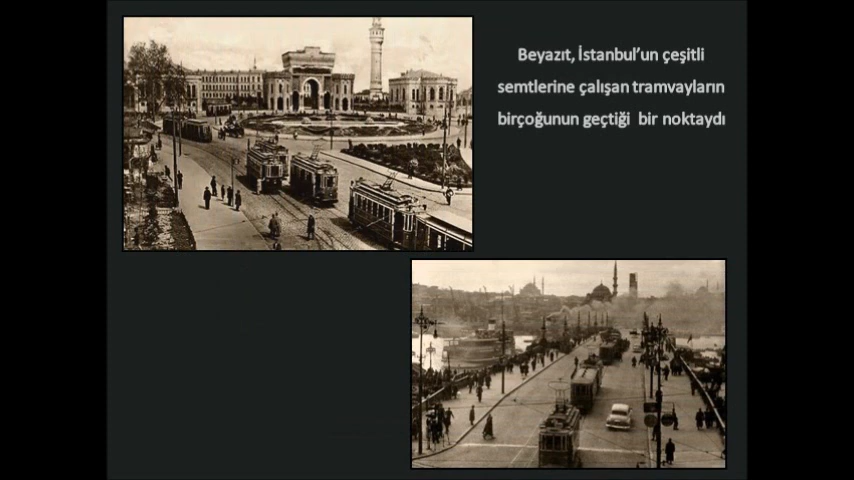 Beyazıt, İstanbul’un çeşitli
semtlerine çalışan tramvayların
birçoğunun geçtiği bir noktaydı